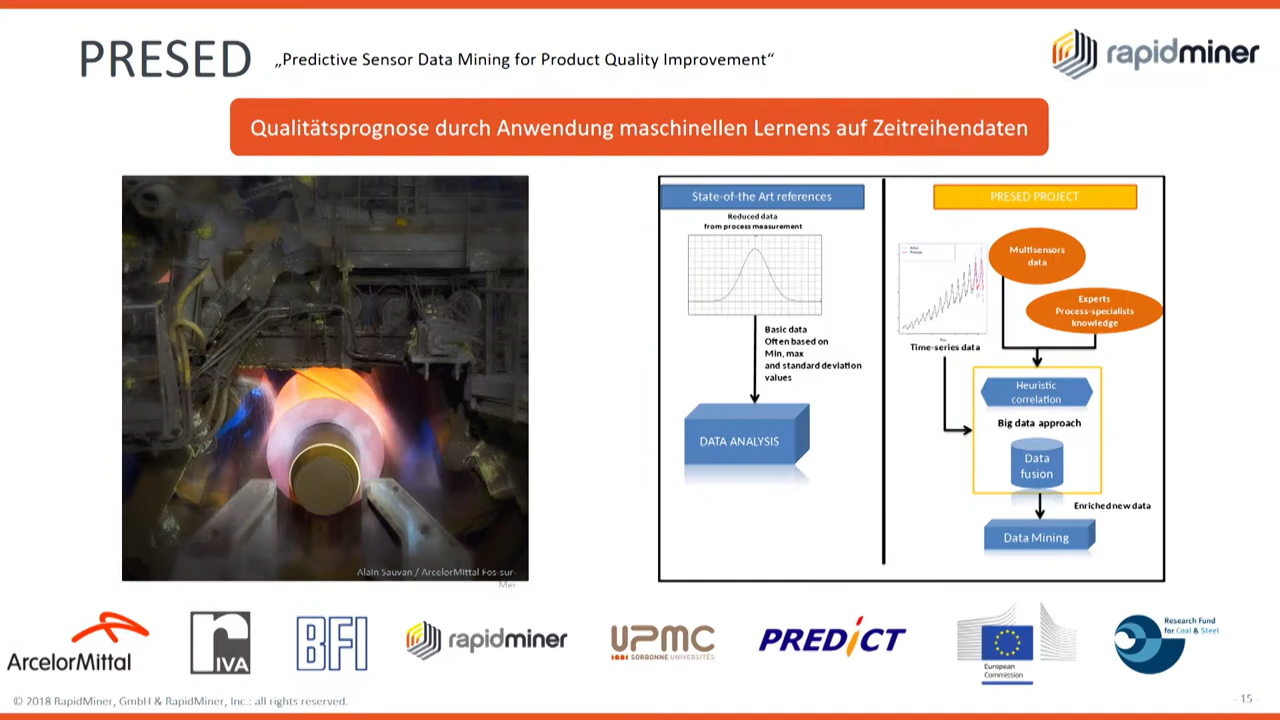 PRESED
„Predictive Sensor Data Mining for Product Quality Improvement“
rapidminer
Qualitätsprognose durch Anwendung maschinellen Lernens auf Zeitreihendaten
Alain Sauvan / ArcelorMittal Fos-sur-
Mer
State-of-the Art references
Reduced data
from process measurement
Basic data
Often based on
Min, max
and standard deviation
values
DATA ANALYSIS
PRESED PROJECT
Multisensors
data
Experts
Process-specialists
knowledge
Time-series data
Heuristic
correlation
Big data approach
Data
fusion
Enriched new data
Data Mining
ArcelorMittal
rIVA
BFI
rapidminer
UPMC
SORBONNE UNIVERSITÉS
PREDiCT
European
Commission
Research Fund
for Coal & Steel
© 2018 RapidMiner, GmbH & RapidMiner, Inc.: all rights reserved.
- 15 -